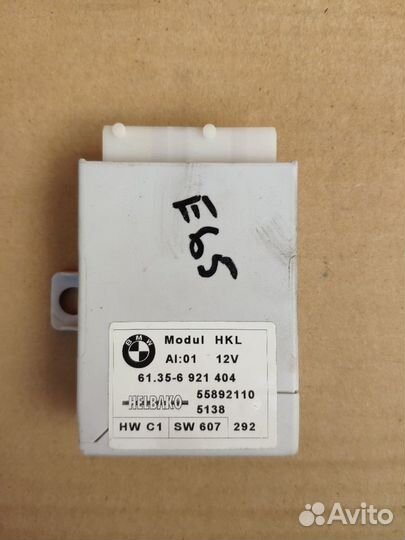 E65
BMW
Modul HKL
AI:01 12V
61.35-6 921 404
HELBAKO 55892110
5138
HW C1 SW 607 292
Avito